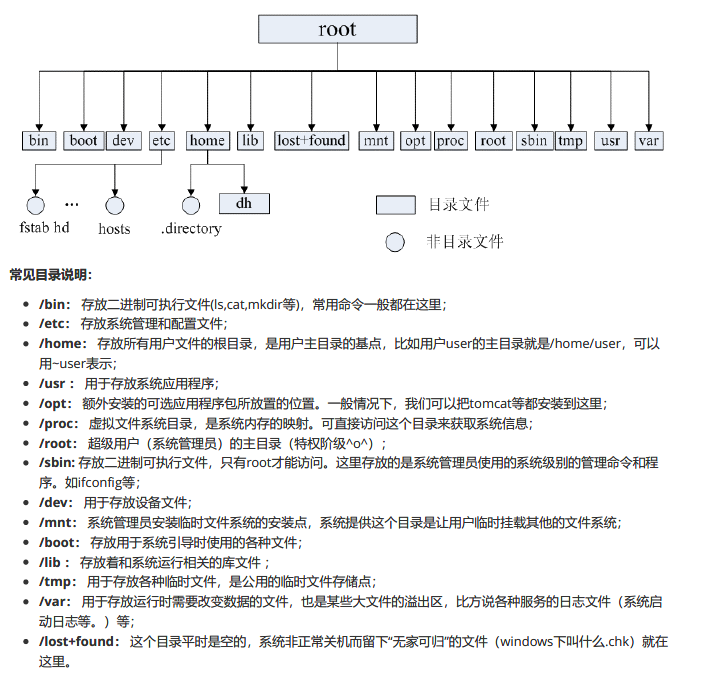 root
bin boot dev etc home lib lost+found mnt opt proc root sbin tmp usr var
... dh 目录文件
fstab hd hosts .directory
非目录文件
常见目录说明：
• /bin： 存放二进制可执行文件(ls,cat,mkdir等)，常用命令一般都在这里；
• /etc： 存放系统管理和配置文件；
• /home： 存放所有用户文件的根目录，是用户主目录的基点，比如用户user的主目录就是/home/user，可以
用~user表示；
• /usr ： 用于存放系统应用程序；
• /opt： 额外安装的可选应用程序包所放置的位置。一般情况下，我们可以把tomcat等都安装到这里；
• /proc： 虚拟文件系统目录，是系统内存的映射。可直接访问这个目录来获取系统信息；
• /root： 超级用户（系统管理员）的主目录（特权阶级^o^）；
• /sbin: 存放二进制可执行文件，只有root才能访问。这里存放的是系统管理员使用的系统级别的管理命令和程
序。如ifconfig等；
• /dev： 用于存放设备文件；
• /mnt： 系统管理员安装临时文件系统的安装点，系统提供这个目录是让用户临时挂载其他的文件系统；
• /boot： 存放用于系统引导时使用的各种文件；
• /lib ： 存放着和系统运行相关的库文件 ；
• /tmp： 用于存放各种临时文件，是公用的临时文件存储点；
• /var： 用于存放运行时需要改变数据的文件，也是某些大文件的溢出区，比方说各种服务的日志文件（系统启
动日志等。）等；
• /lost+found： 这个目录平时是空的，系统非正常关机而留下“无家可归”的文件（windows下叫什么.chk）就在
这里。